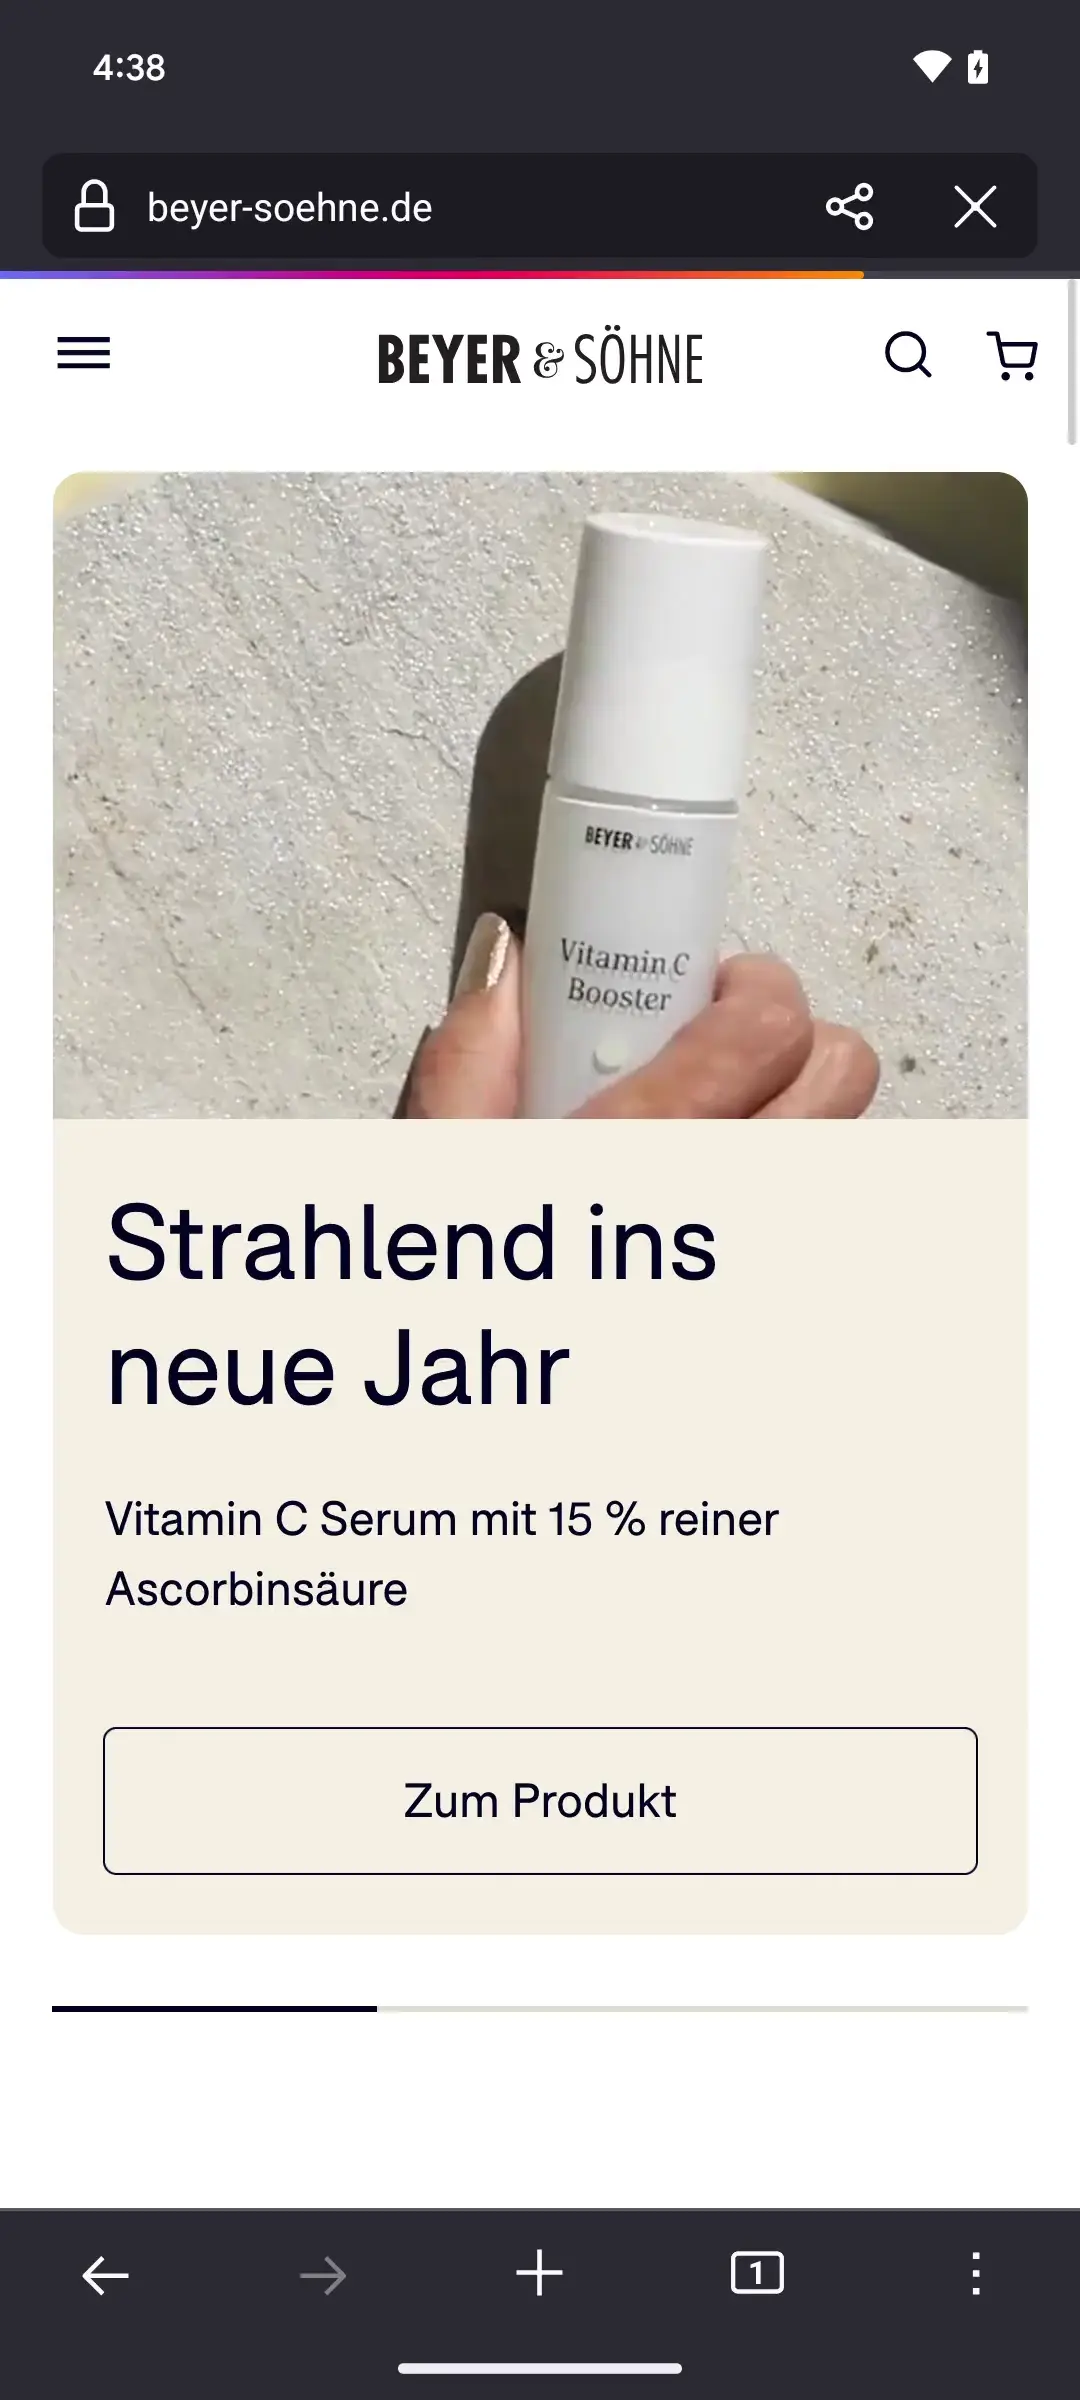 4:38
beyer-soehne.de
BEYER & SÖHNE
BEYER & SÖHNE
Vitamin C
Booster
Strahlend ins
neue Jahr
Vitamin C Serum mit 15 % reiner
Ascorbinsäure
Zum Produkt
1